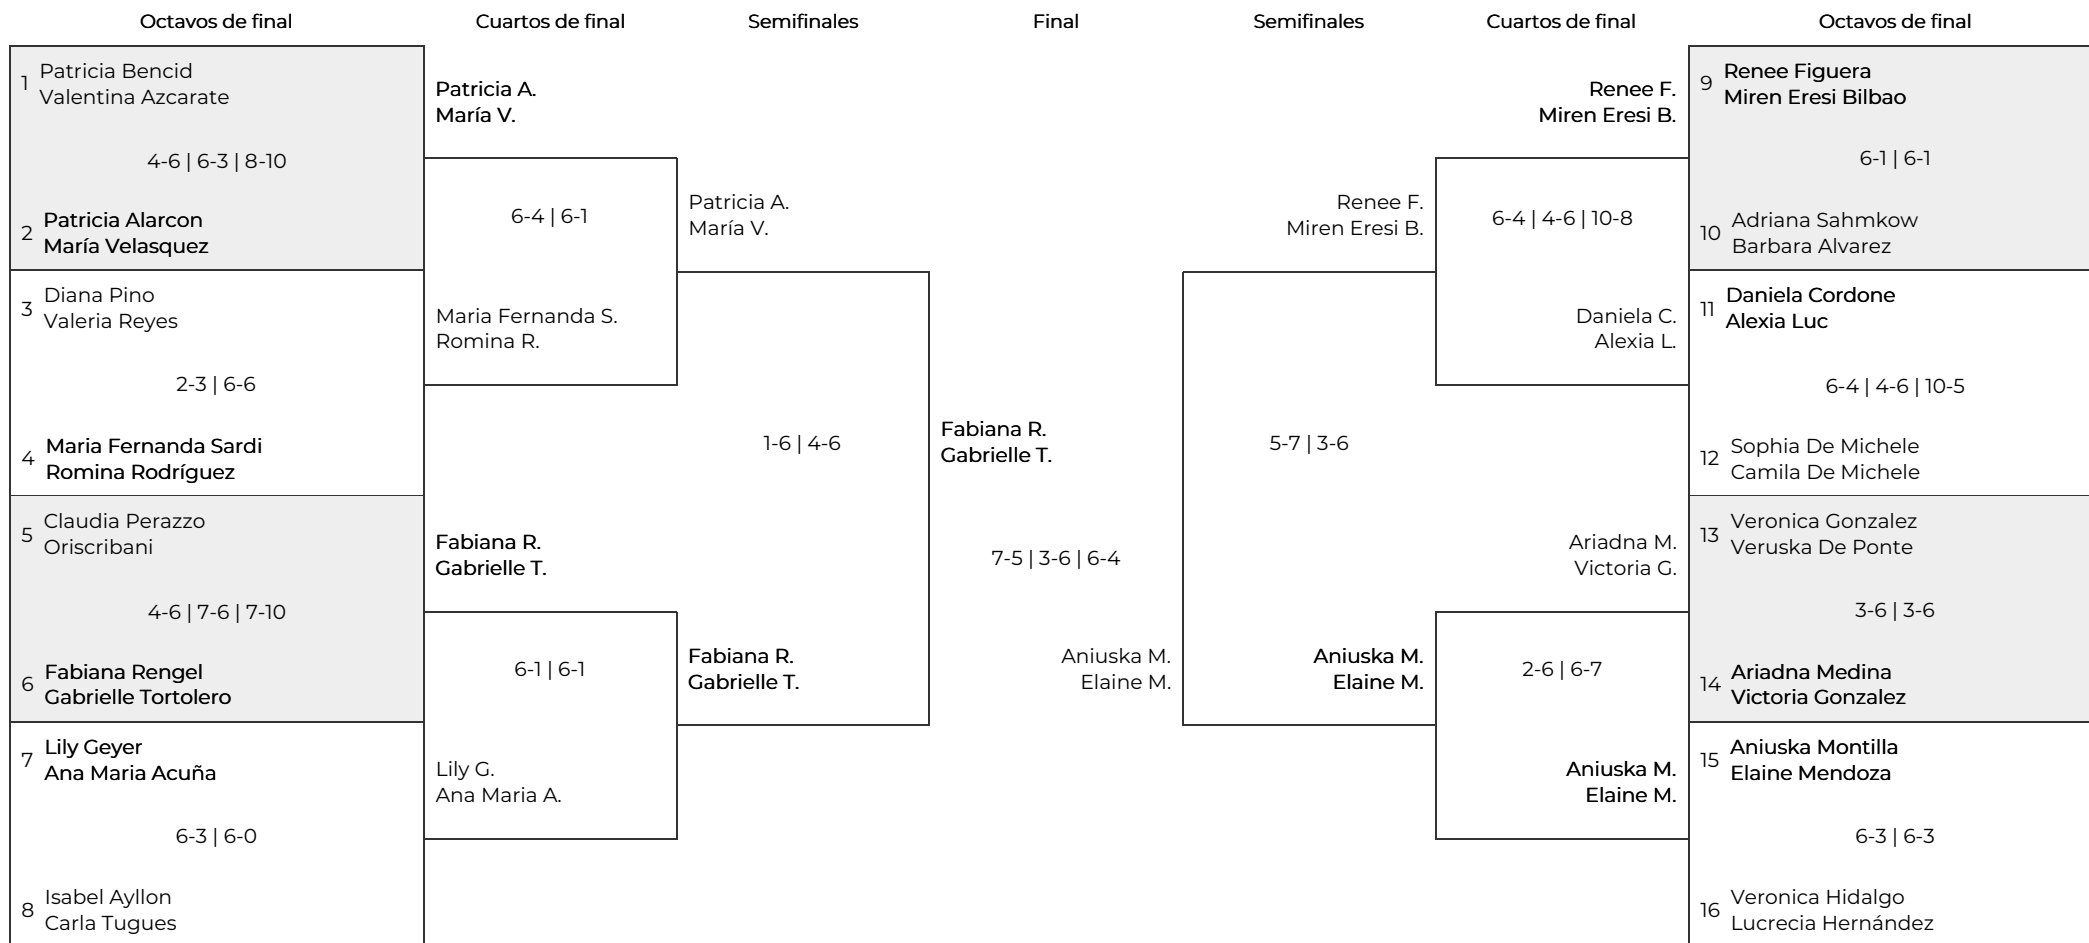 Octavos de final
Cuartos de final
Semifinales
Final
Semifinales
Cuartos de final
Octavos de final
1
Patricia Bencid
Valentina Azcarate
4-6 | 6-3 | 8-10
2
Patricia Alarcon
María Velasquez
3
Diana Pino
Valeria Reyes
2-3 | 6-6
4
Maria Fernanda Sardi
Romina Rodríguez
5
Claudia Perazzo
Oriscribani
4-6 | 7-6 | 7-10
6
Fabiana Rengel
Gabrielle Tortolero
7
Lily Geyer
Ana Maria Acuña
6-3 | 6-0
8
Isabel Ayllon
Carla Tugues
Patricia A.
María V.
6-4 | 6-1
Maria Fernanda S.
Romina R.
Fabiana R.
Gabrielle T.
6-1 | 6-1
Lily G.
Ana Maria A.
Patricia A.
María V.
1-6 | 4-6
Fabiana R.
Gabrielle T.
Fabiana R.
Gabrielle T.
7-5 | 3-6 | 6-4
Aniuska M.
Elaine M.
Renee F.
Miren Eresi B.
5-7 | 3-6
Aniuska M.
Elaine M.
Renee F.
Miren Eresi B.
6-4 | 4-6 | 10-8
Daniela C.
Alexia L.
Ariadna M.
Victoria G.
2-6 | 6-7
Aniuska M.
Elaine M.
9
Renee Figuera
Miren Eresi Bilbao
6-1 | 6-1
10
Adriana Sahmkow
Barbara Alvarez
11
Daniela Cordone
Alexia Luc
6-4 | 4-6 | 10-5
12
Sophia De Michele
Camila De Michele
13
Veronica Gonzalez
Veruska De Ponte
3-6 | 3-6
14
Ariadna Medina
Victoria Gonzalez
15
Aniuska Montilla
Elaine Mendoza
6-3 | 6-3
16
Veronica Hidalgo
Lucrecia Hernández